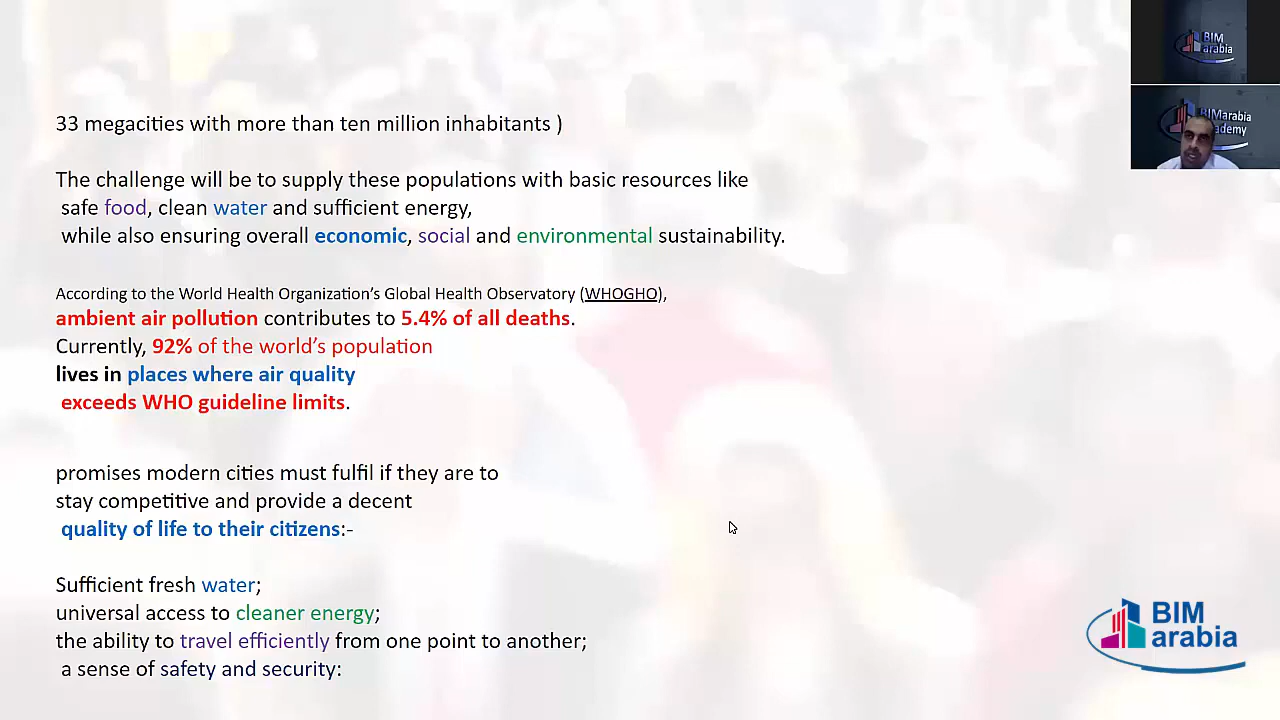 33 megacities with more than ten million inhabitants )
The challenge will be to supply these populations with basic resources like
safe food, clean water and sufficient energy,
while also ensuring overall economic, social and environmental sustainability.
According to the World Health Organization’s Global Health Observatory (WHOGHO),
ambient air pollution contributes to 5.4% of all deaths.
Currently, 92% of the world’s population
lives in places where air quality
exceeds WHO guideline limits.
promises modern cities must fulfil if they are to
stay competitive and provide a decent
quality of life to their citizens:-
Sufficient fresh water;
universal access to cleaner energy;
the ability to travel efficiently from one point to another;
a sense of safety and security:
BIM
arabia
BIM
arabia
BIMarabia